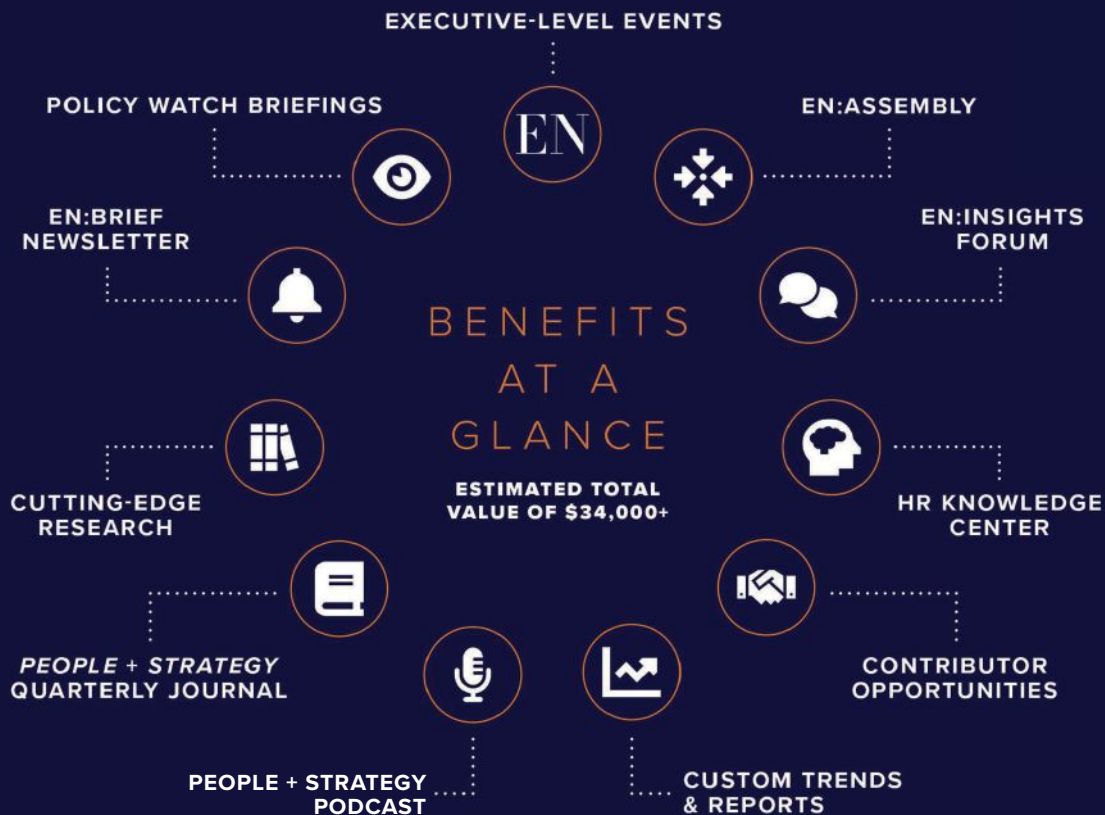 EXECUTIVE-LEVEL EVENTS
EN
POLICY WATCH BRIEFINGS
EN:ASSEMBLY
EN:BRIEF
NEWSLETTER
EN:INSIGHTS
FORUM
BENEFITS
AT A
GLANCE
ESTIMATED TOTAL
VALUE OF $34,000+
CUTTING-EDGE
RESEARCH
HR KNOWLEDGE
CENTER
PEOPLE + STRATEGY
QUARTERLY JOURNAL
CONTRIBUTOR
OPPORTUNITIES
PEOPLE + STRATEGY
PODCAST
CUSTOM TRENDS
& REPORTS